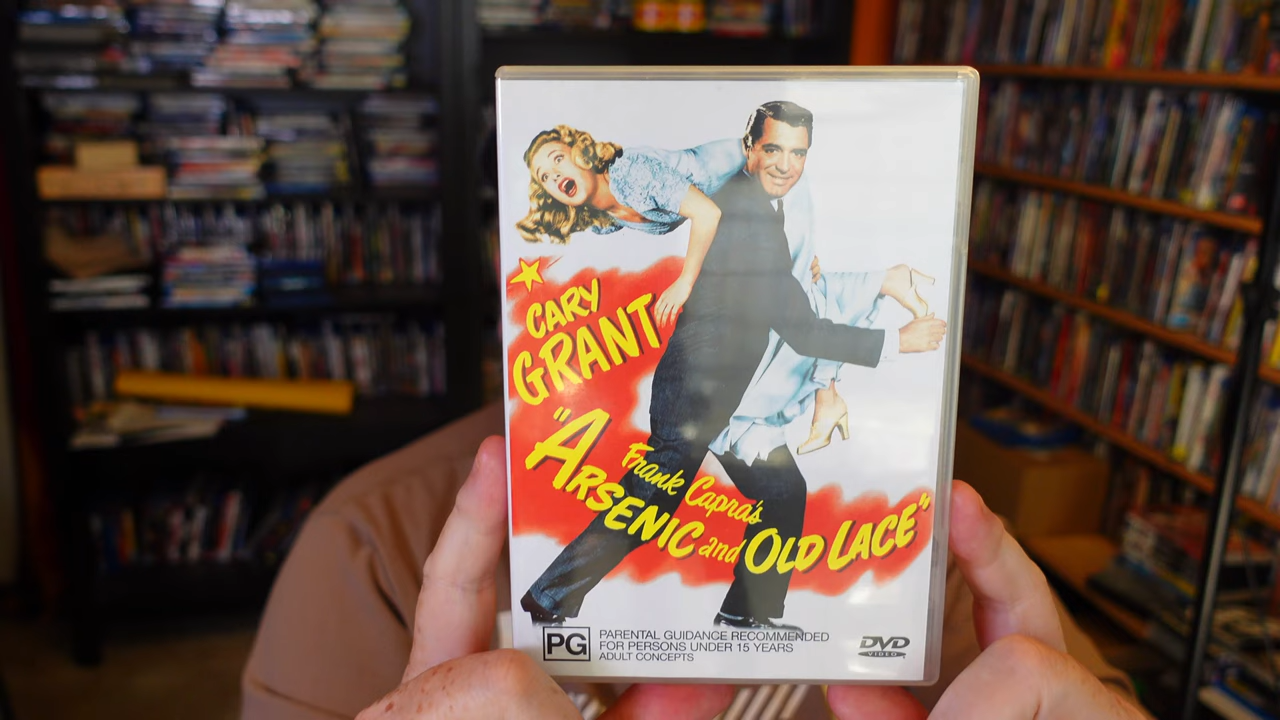 CARY
GRANT
Frank Capra's
"ARSENIC and OLD LACE"
PG
PARENTAL GUIDANCE RECOMMENDED
FOR PERSONS UNDER 15 YEARS
ADULT CONCEPTS
DVD
VIDEO